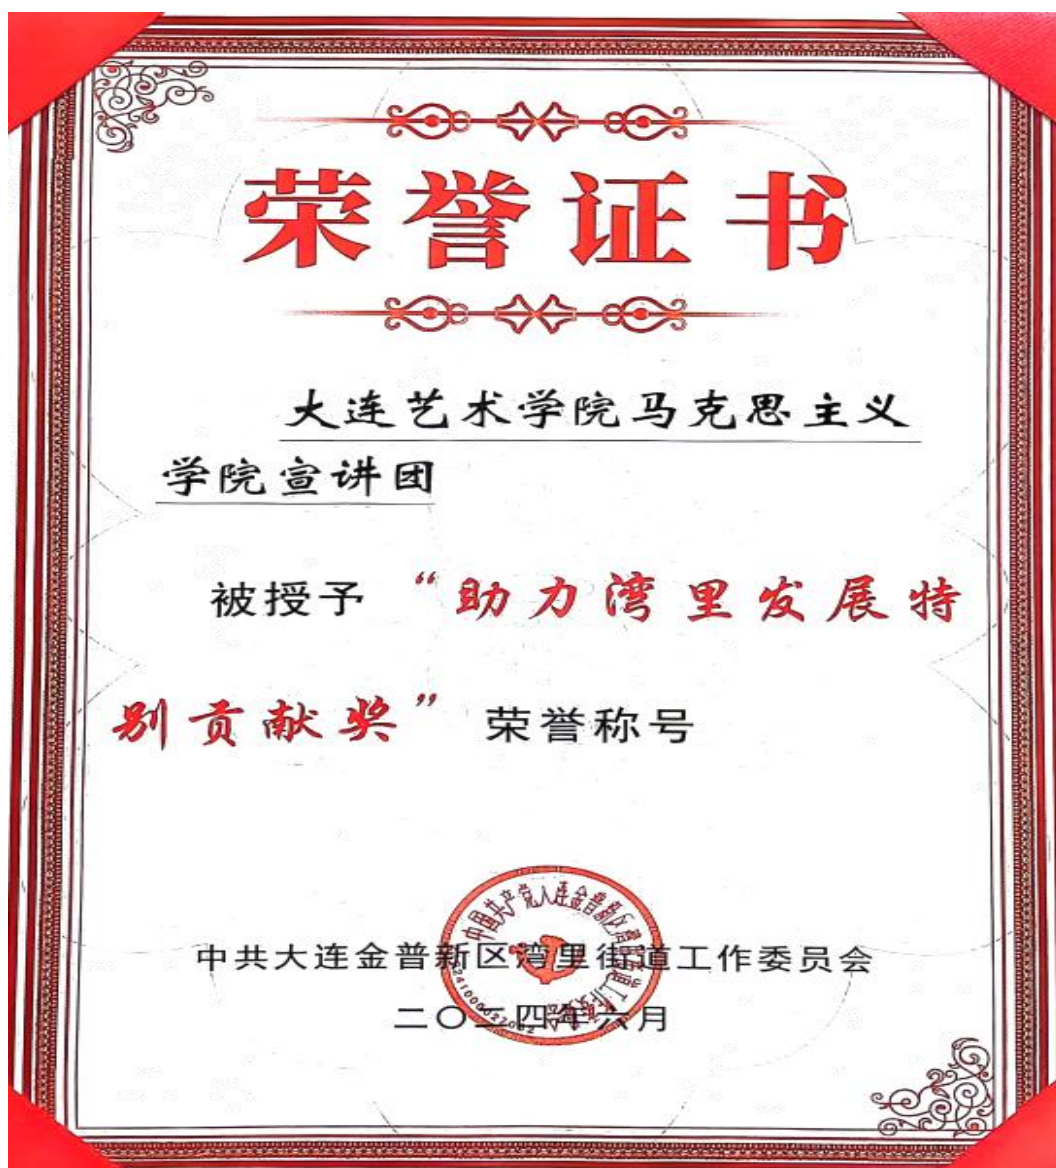 荣誉证书
大连艺术学院马克思主义
学院宣讲团
被授予“助力湾里发展特
别贡献奖”荣誉称号
中共大连金普新区湾里街道工作委员会
二〇二四年六月